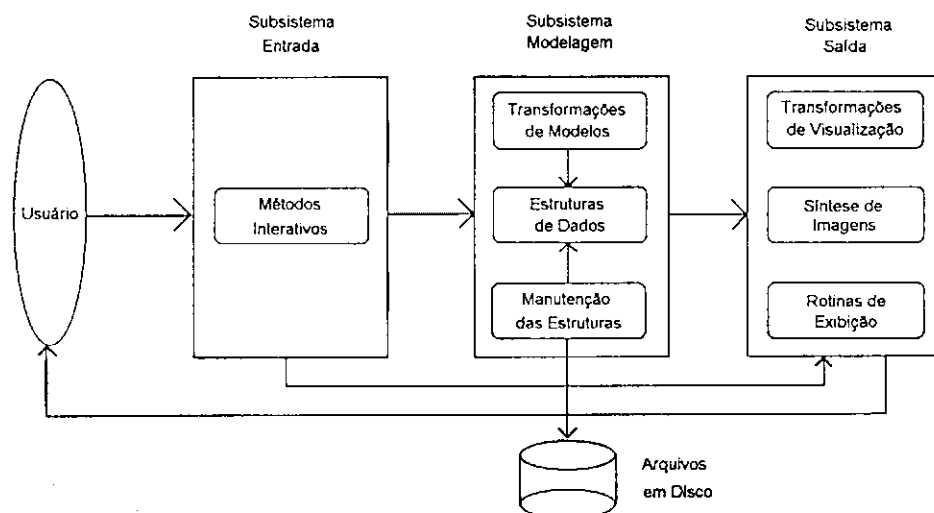 Subsistema
Entrada
Subsistema
Modelagem
Subsistema
Saída
Usuário
Métodos
Interativos
Transformações
de Modelos
Estruturas
de Dados
Manutenção
das Estruturas
Transformações
de Visualização
Síntese de
Imagens
Rotinas de
Exibição
Arquivos
em Disco